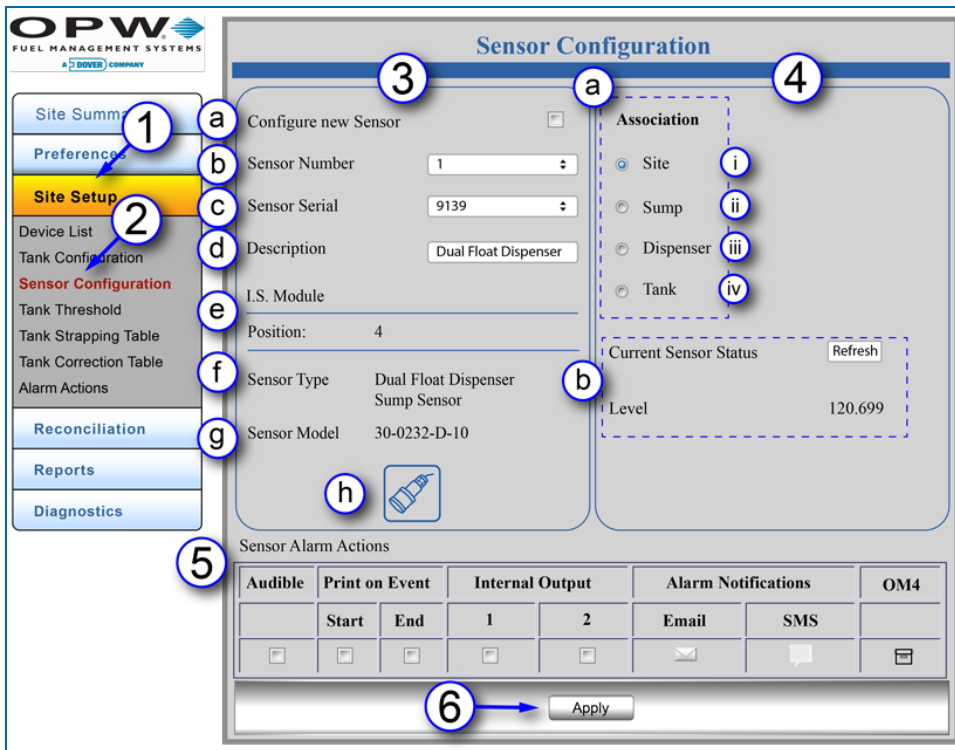 OPW
FUEL MANAGEMENT SYSTEMS
A DOVER COMPANY
Sensor Configuration
1
2
Site Summa
Preferences
Site Setup
Device List
Tank Configuration
Sensor Configuration
Tank Threshold
Tank Strapping Table
Tank Correction Table
Alarm Actions
Reconciliation
Reports
Diagnostics
3
a Configure new Sensor
b Sensor Number 1
c Sensor Serial 9139
d Description Dual Float Dispenser
I.S. Module
e Position: 4
f Sensor Type Dual Float Dispenser
Sump Sensor
g Sensor Model 30-0232-D-10
h
4
a Association
Site i
Sump ii
Dispenser iii
Tank iv
b Current Sensor Status Refresh
Level 120.699
5 Sensor Alarm Actions
Audible Print on Event Internal Output Alarm Notifications OM4
Start End 1 2 Email SMS
6 Apply